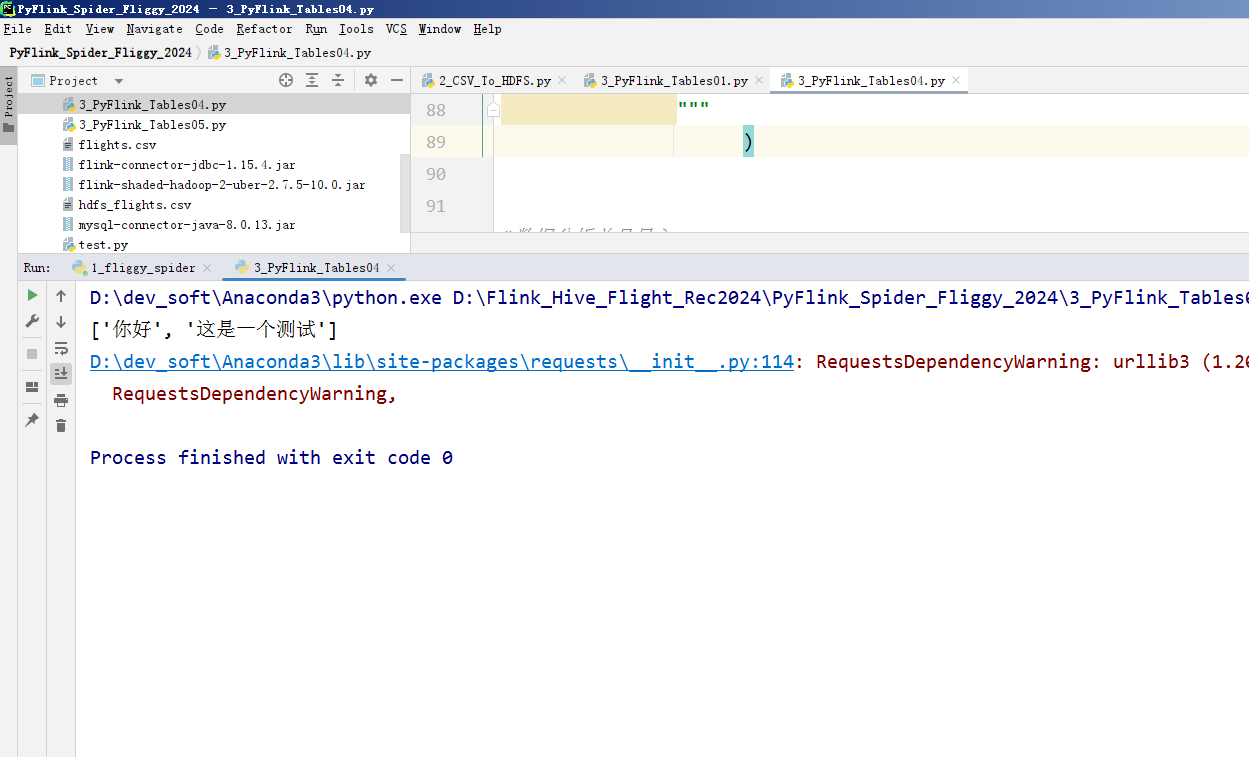 PyFlink_Spider_Fliggy_2024 – 3_PyFlink_Tables04.py
File Edit View Navigate Code Refactor Run Tools VCS Window Help
PyFlink_Spider_Fliggy_2024 3_PyFlink_Tables04.py
Project
Project
2_CSV_To_HDFS.py 3_PyFlink_Tables01.py 3_PyFlink_Tables04.py
3_PyFlink_Tables04.py
3_PyFlink_Tables05.py
flights.csv
flink-connector-jdbc-1.15.4.jar
flink-shaded-hadoop-2-uber-2.7.5-10.0.jar
hdfs_flights.csv
mysql-connector-java-8.0.13.jar
test.py
88 """
89 )
90
91
Run: 1_fliggy_spider 3_PyFlink_Tables04
D:\dev_soft\Anaconda3\python.exe D:\Flink_Hive_Flight_Rec2024\PyFlink_Spider_Fliggy_2024\3_PyFlink_Tables0
['你好', '这是一个测试']
D:\dev_soft\Anaconda3\lib\site-packages\requests\__init__.py:114: RequestsDependencyWarning: urllib3 (1.26
RequestsDependencyWarning,
Process finished with exit code 0